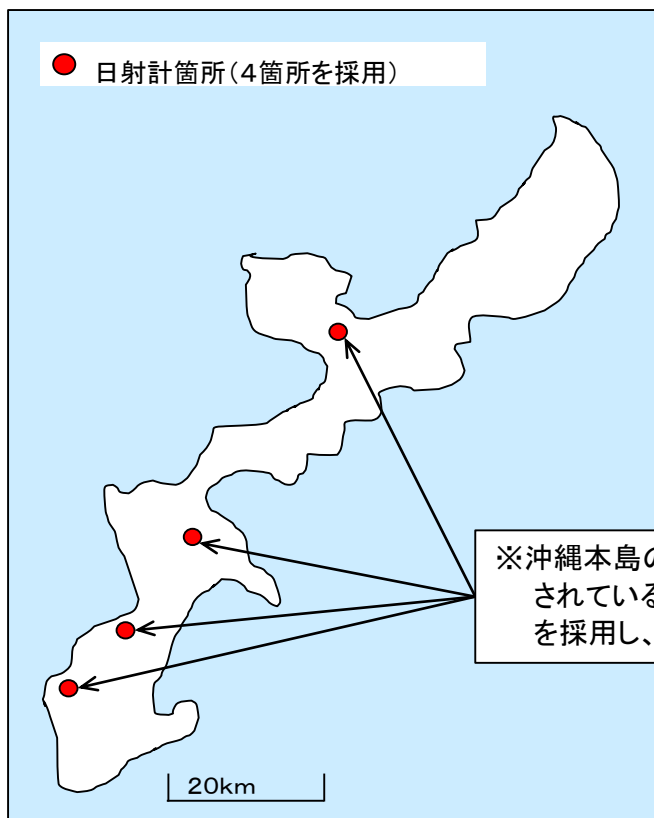 日射計箇所（４箇所を採用）
※沖縄本島の
されている
を採用し、
２０ｋｍ